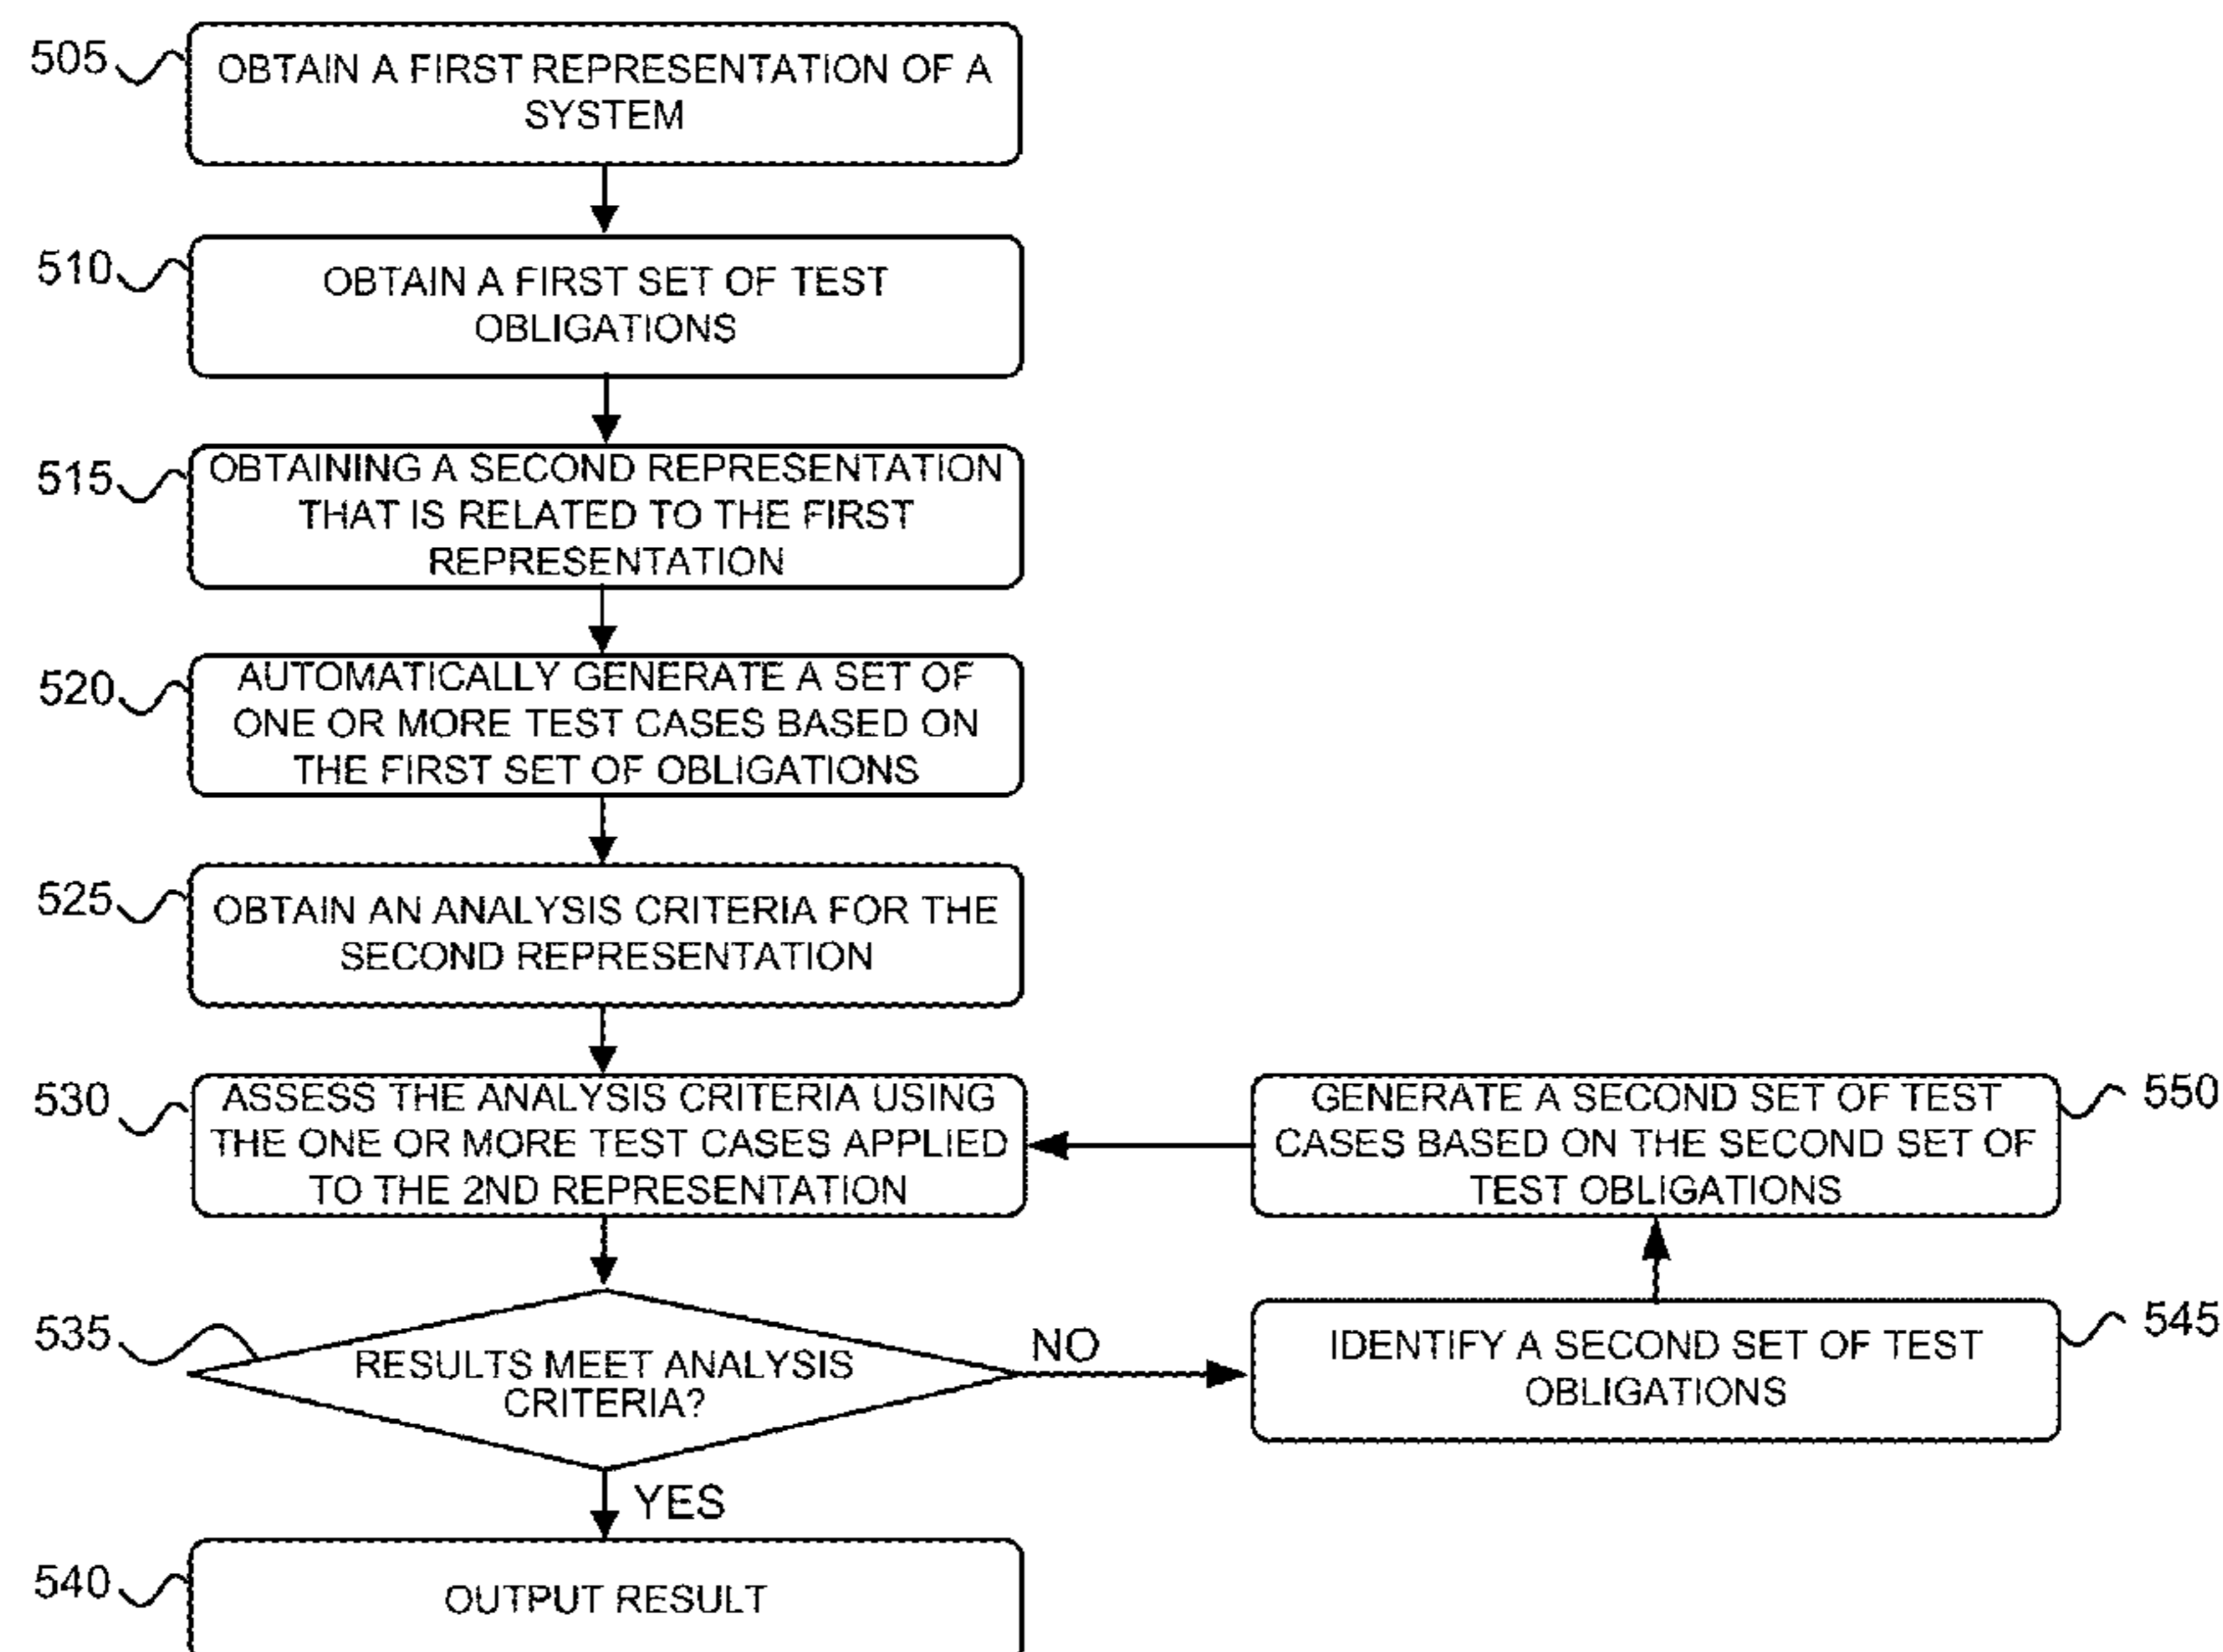 505
OBTAIN A FIRST REPRESENTATION OF A
SYSTEM
510
OBTAIN A FIRST SET OF TEST
OBLIGATIONS
515
OBTAINING A SECOND REPRESENTATION
THAT IS RELATED TO THE FIRST
REPRESENTATION
520
AUTOMATICALLY GENERATE A SET OF
ONE OR MORE TEST CASES BASED ON
THE FIRST SET OF OBLIGATIONS
525
OBTAIN AN ANALYSIS CRITERIA FOR THE
SECOND REPRESENTATION
530
ASSESS THE ANALYSIS CRITERIA USING
THE ONE OR MORE TEST CASES APPLIED
TO THE 2ND REPRESENTATION
535
RESULTS MEET ANALYSIS
CRITERIA?
NO
YES
540
OUTPUT RESULT
545
IDENTIFY A SECOND SET OF TEST
OBLIGATIONS
550
GENERATE A SECOND SET OF TEST
CASES BASED ON THE SECOND SET OF
TEST OBLIGATIONS